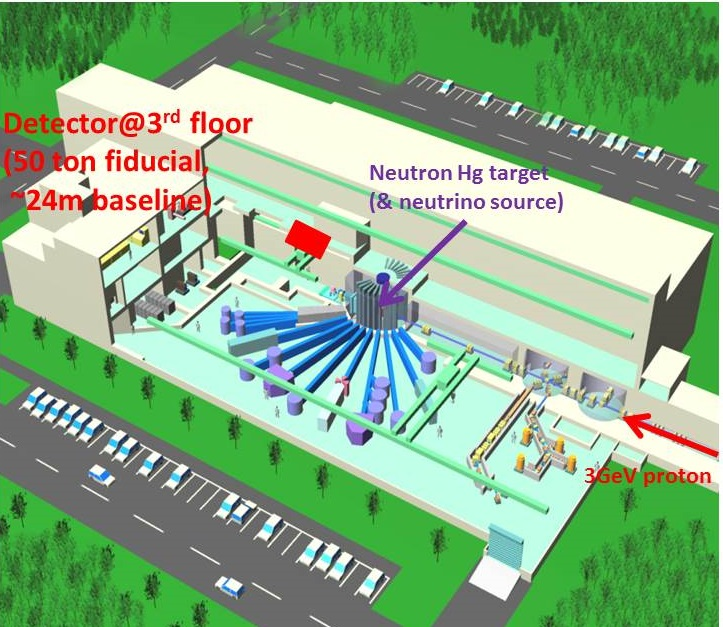 Detector@3rd floor
(50 ton fiducial,
~24m baseline)
Neutron Hg target
(& neutrino source)
3GeV proton